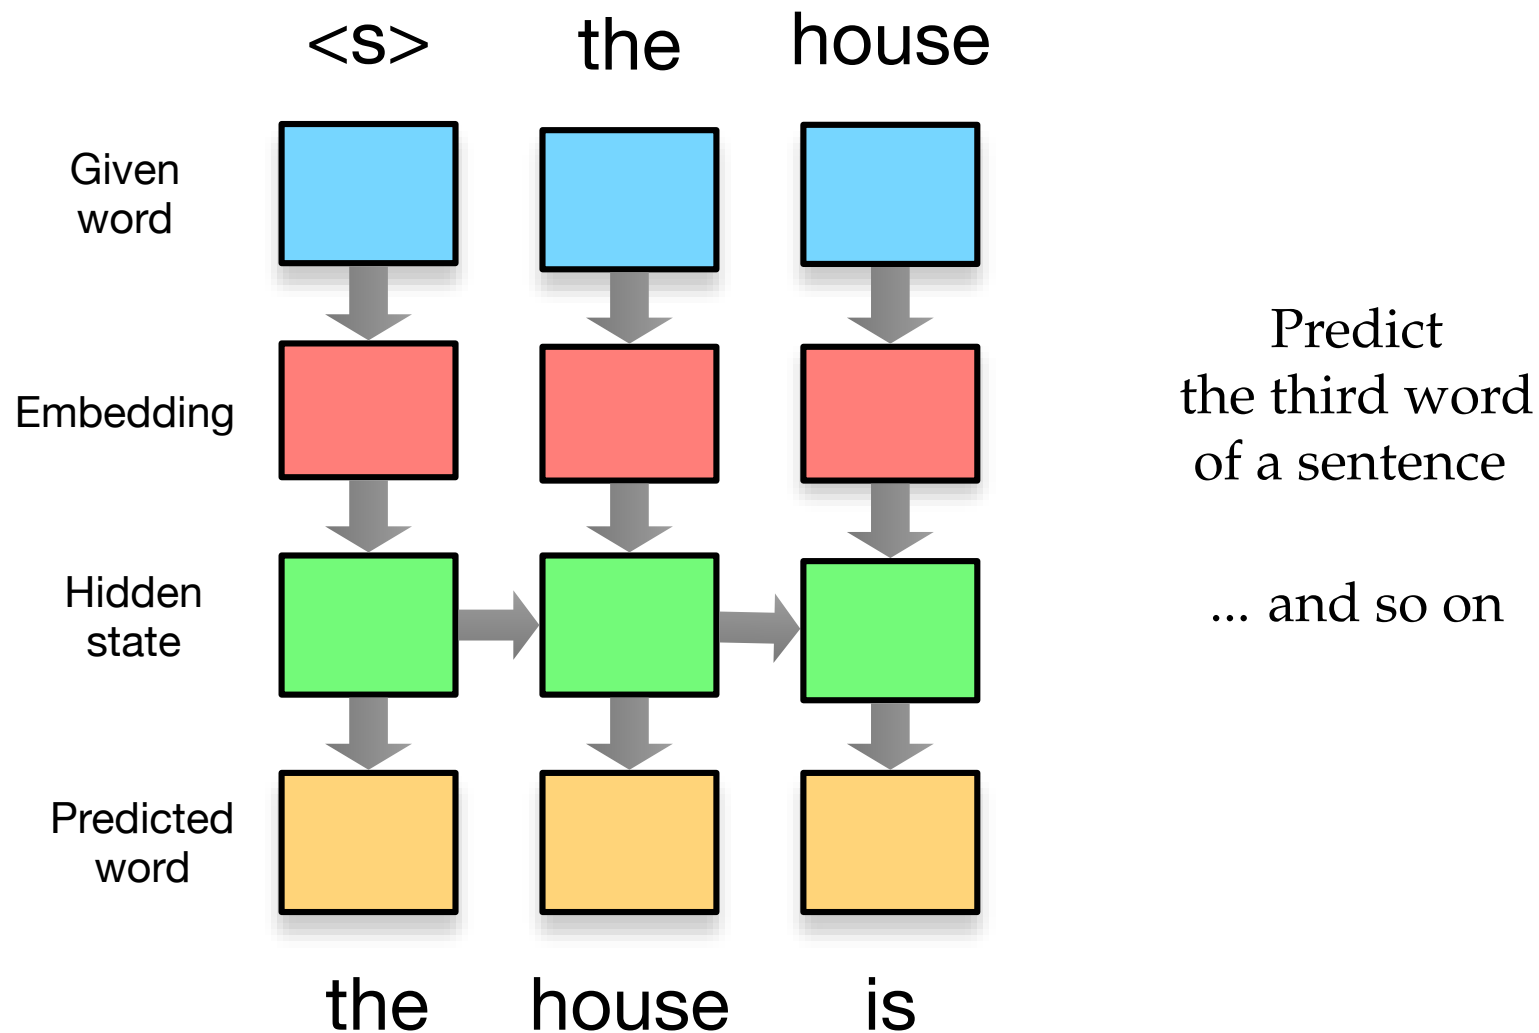 <s> the house
Given
word
Embedding
Hidden
state
Predicted
word
the house is
Predict
the third word
of a sentence
... and so on